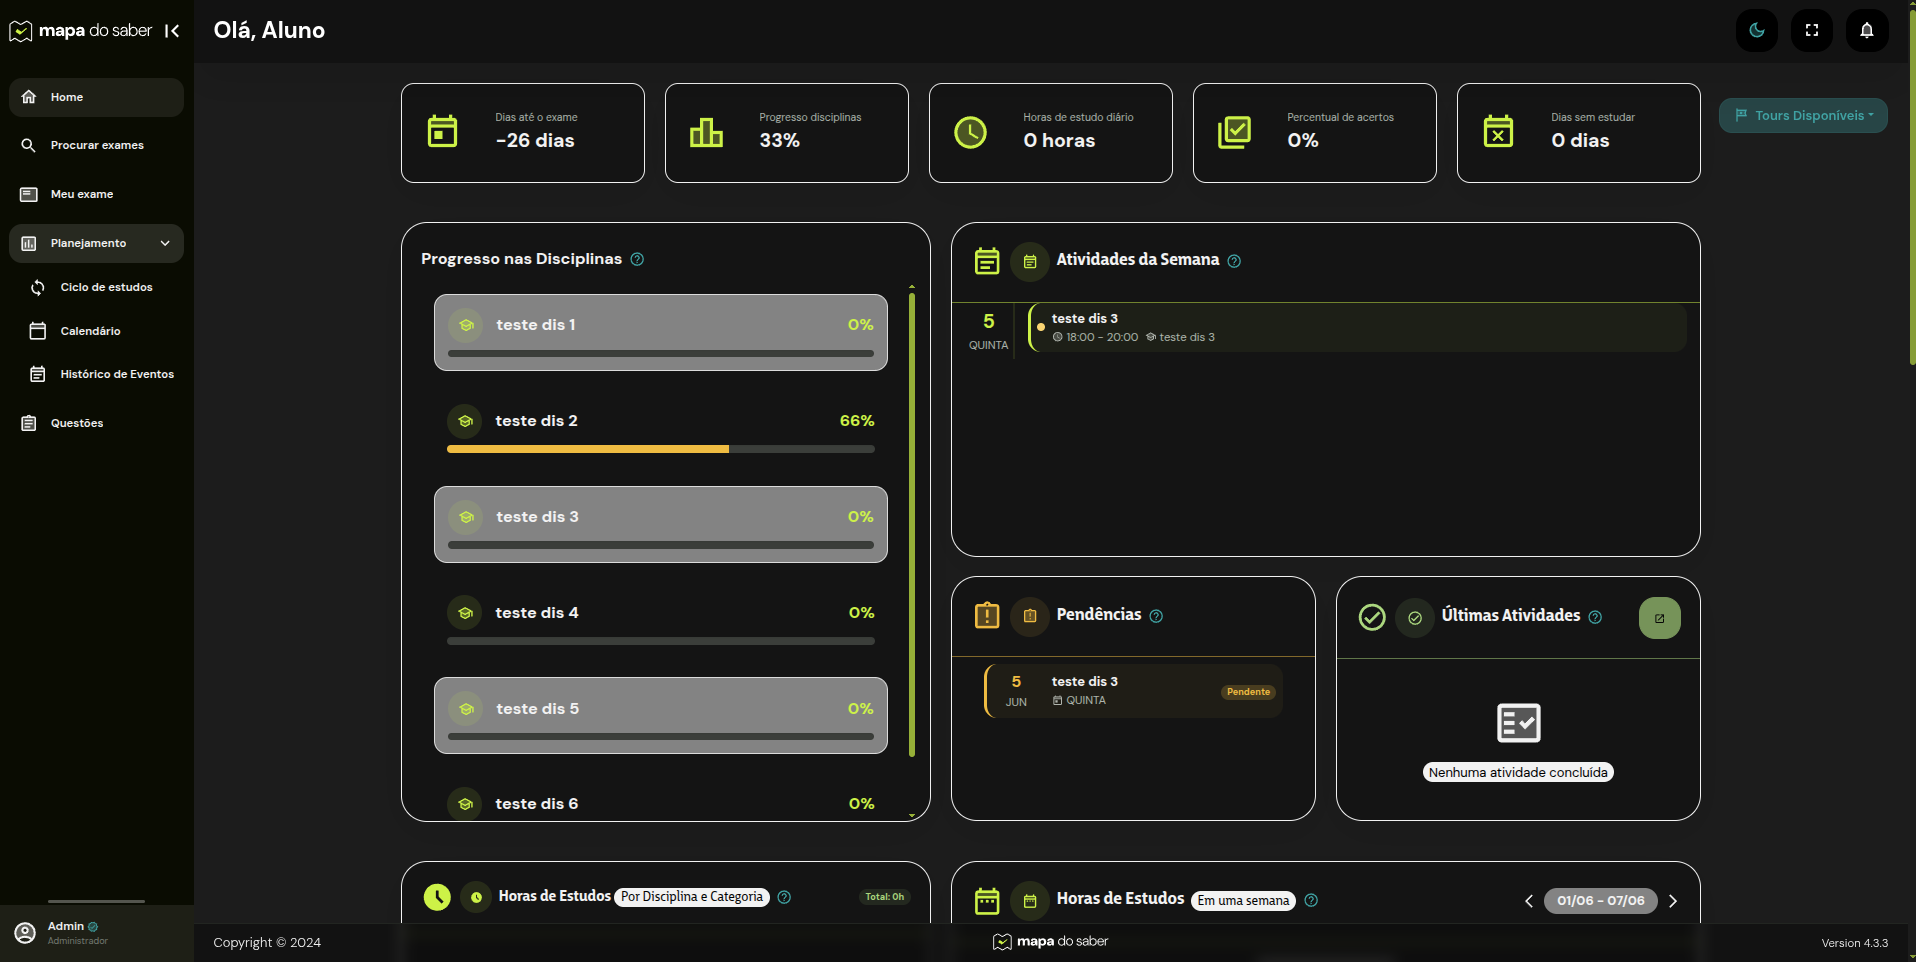 mapa do saber
Olá, Aluno
Home
Procurar exames
Meu exame
Planejamento
Ciclo de estudos
Calendário
Histórico de Eventos
Questões
Admin
Administrador
Dias até o exame
-26 dias
Progresso disciplinas
33%
Horas de estudo diário
0 horas
Percentual de acertos
0%
Dias sem estudar
0 dias
Tours Disponíveis
Progresso nas Disciplinas
teste dis 1 0%
teste dis 2 66%
teste dis 3 0%
teste dis 4 0%
teste dis 5 0%
teste dis 6 0%
Atividades da Semana
5
QUINTA
teste dis 3
18:00 - 20:00 teste dis 3
Pendências
5
JUN
teste dis 3
QUINTA
Pendente
Últimas Atividades
Nenhuma atividade concluída
Horas de Estudos Por Disciplina e Categoria
Total: 0h
Horas de Estudos Em uma semana
01/06 - 07/06
Copyright © 2024
mapa do saber
Version 4.3.3